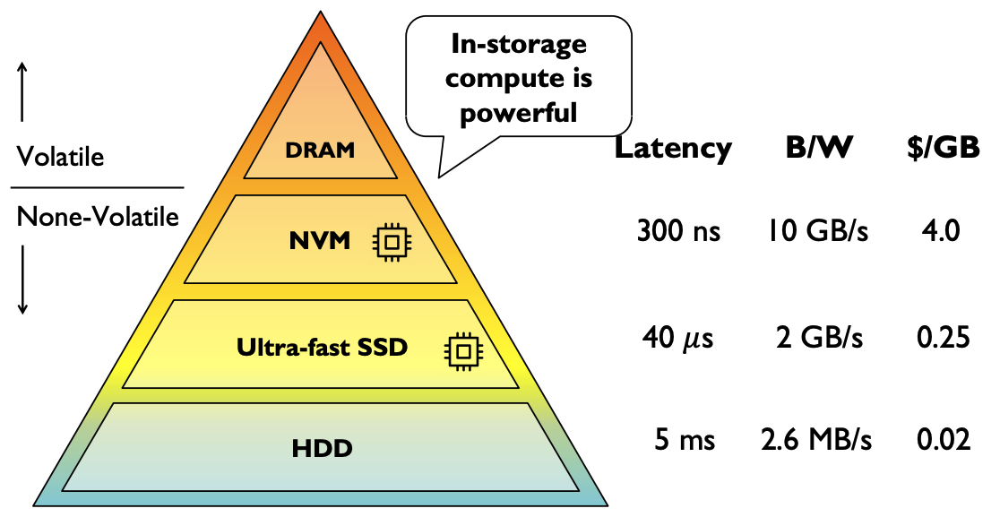 In-storage
compute is
powerful
Volatile
None-Volatile
DRAM
NVM
Ultra-fast SSD
HDD
Latency B/W $/GB
300 ns 10 GB/s 4.0
40 μs 2 GB/s 0.25
5 ms 2.6 MB/s 0.02